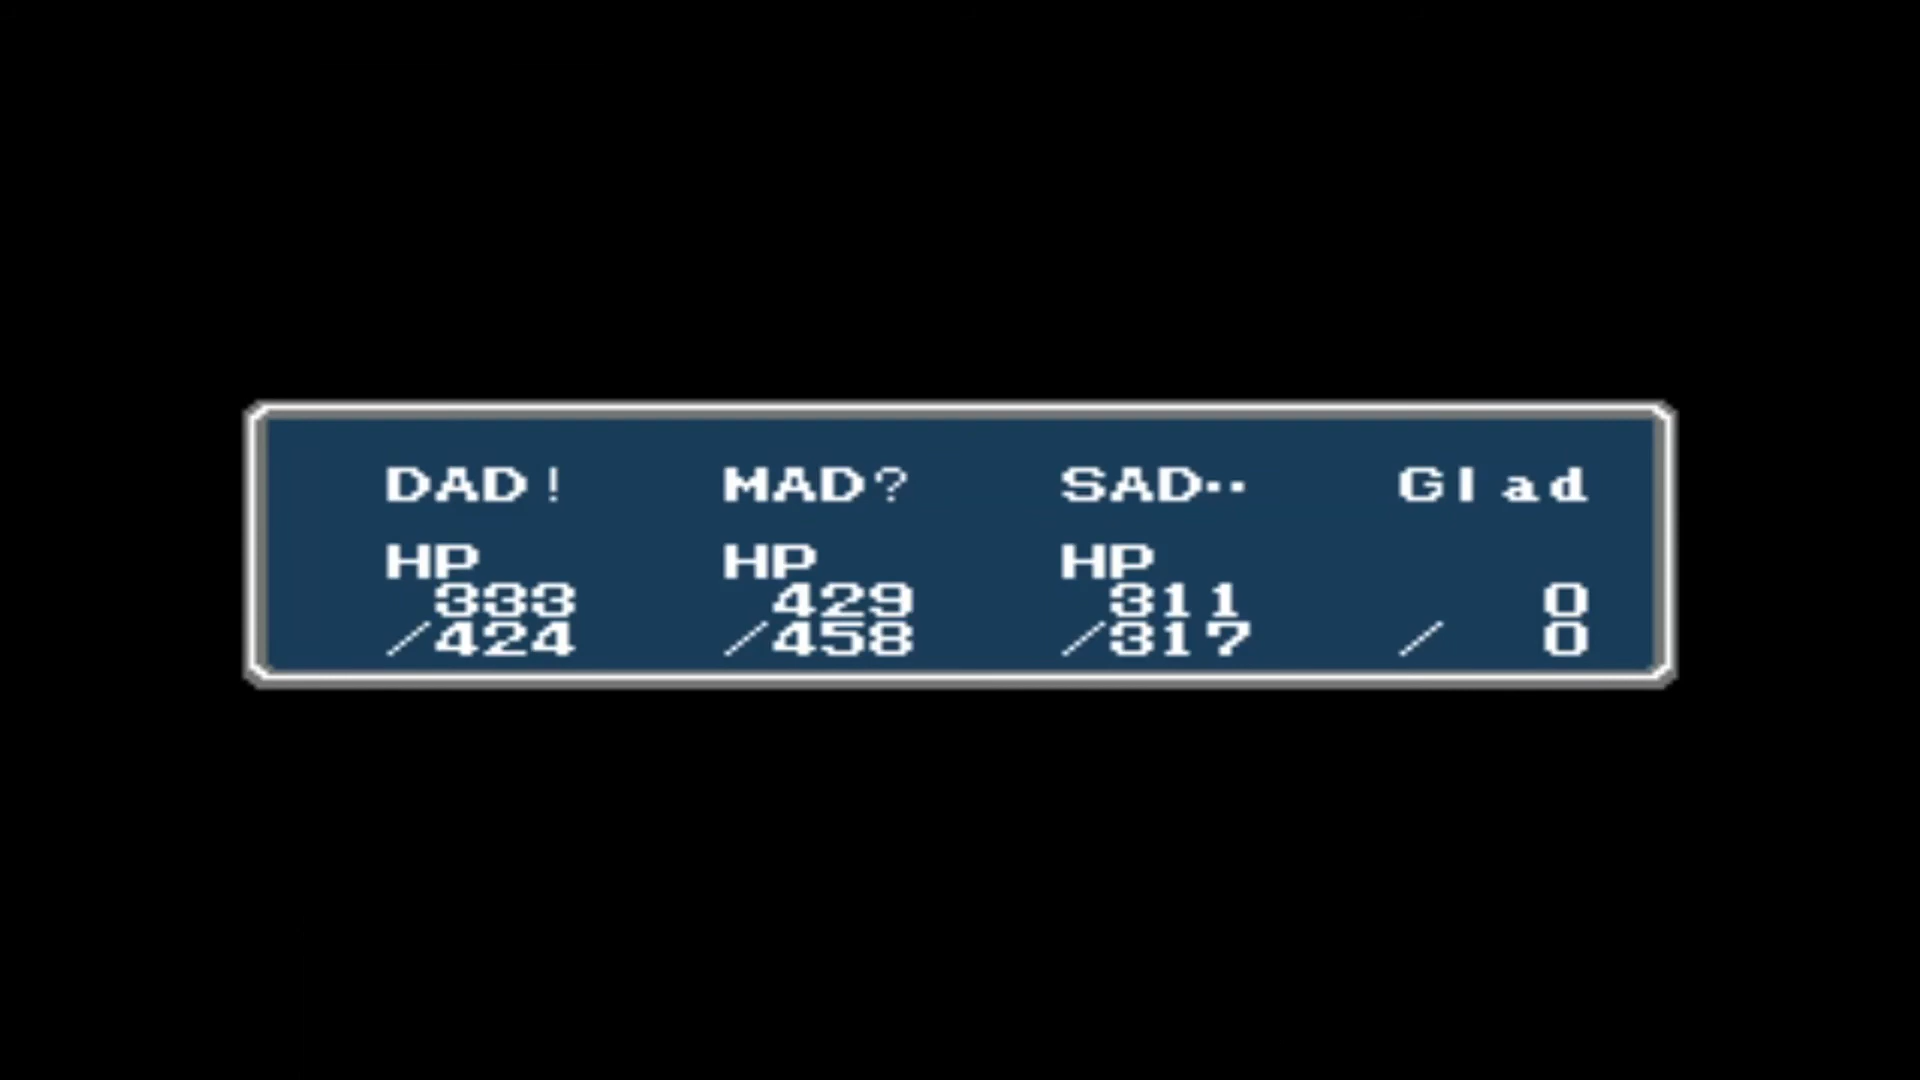 DAD! MAD? SAD·· Glad
HP HP HP
333 429 311 0
/424 /458 /317 / 0